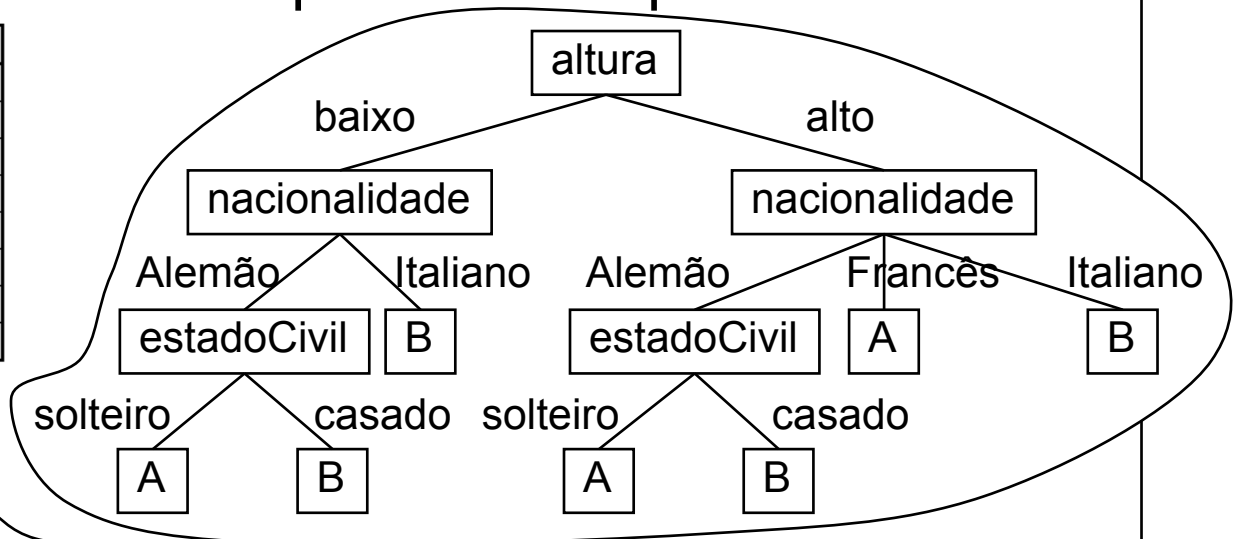 altura
baixo alto
nacionalidade nacionalidade
Alemão Italiano Alemão Francês Italiano
estadoCivil B estadoCivil A B
solteiro casado solteiro casado
A B A B